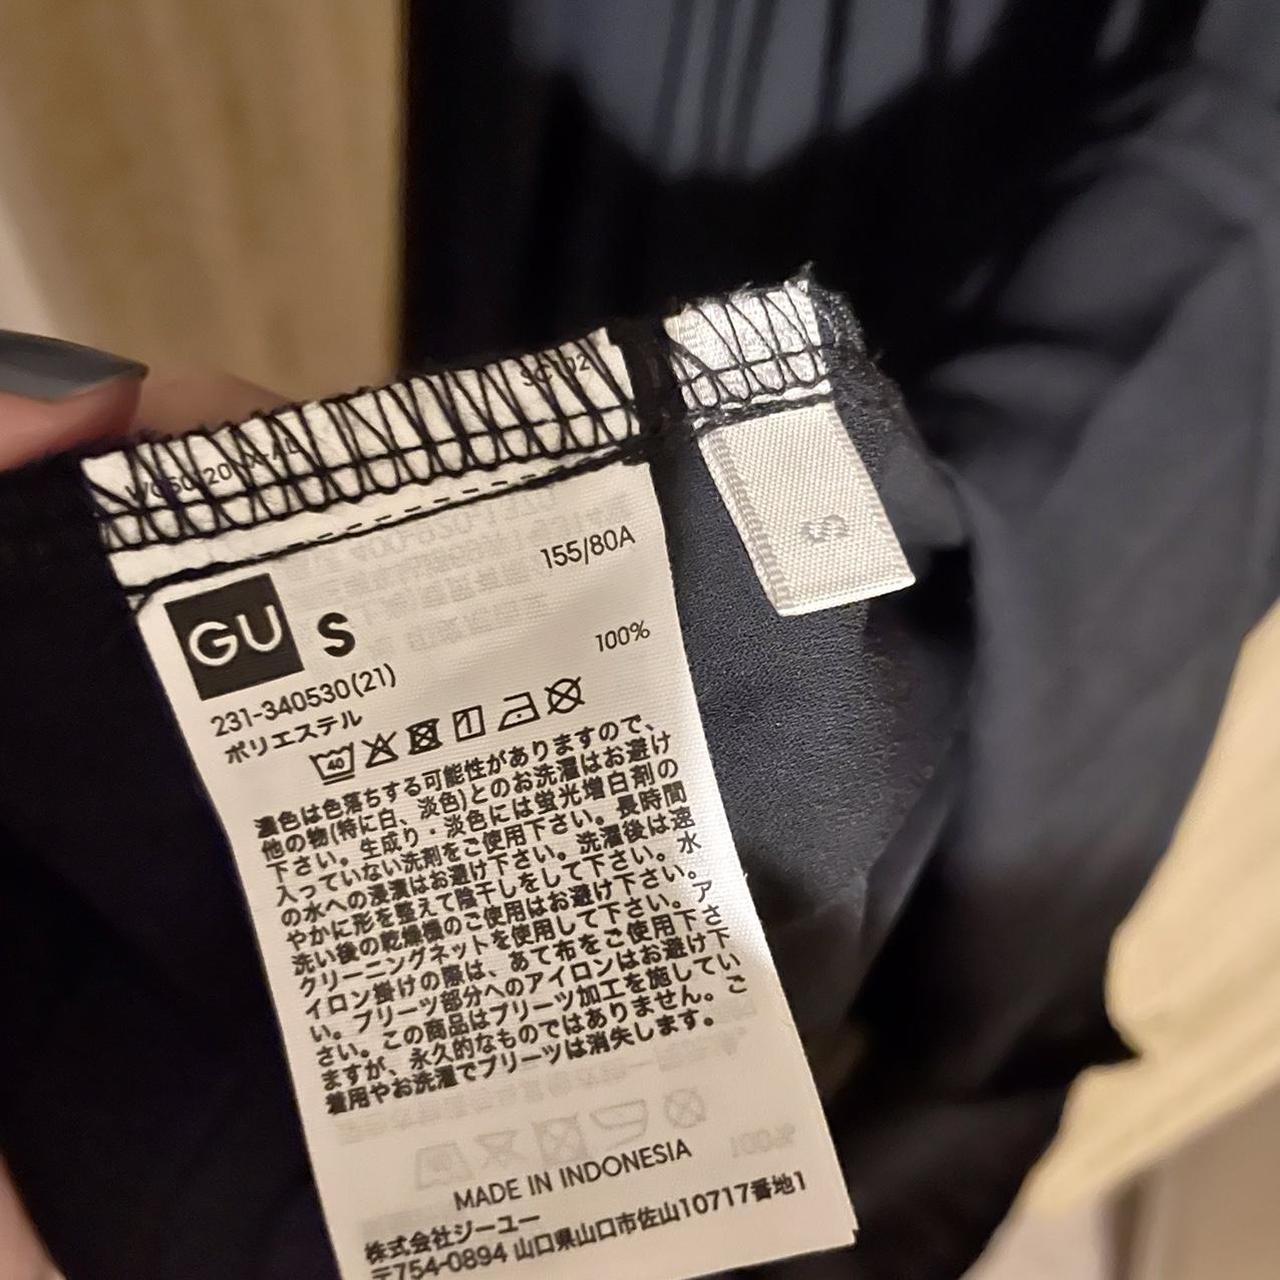 155/80A
GU S
100%
231-340530(21)
ポリエステル
40
濃色は色落ちする可能性がありますので、
他の物(特に白、淡色)とのお洗濯はお避け
下さい。生成り・淡色には蛍光増白剤の
入っていない洗剤をご使用下さい。長時間
の水への浸漬はお避け下さい。洗濯後は速
やかに形を整えて陰干しをして下さい。水
洗い後の乾燥機のご使用はお避け下さい。
クリーニングネットを使用して下さい。ア
イロン掛けの際は、あて布をご使用下さ
い。プリーツ部分へのアイロンはお避け下
さい。この商品はプリーツ加工を施してい
ますが、永久的なものではありません。ご
着用やお洗濯でプリーツは消失します。
MADE IN INDONESIA
株式会社ジーユー
〒754-0894 山口県山口市佐山10717番地1
S